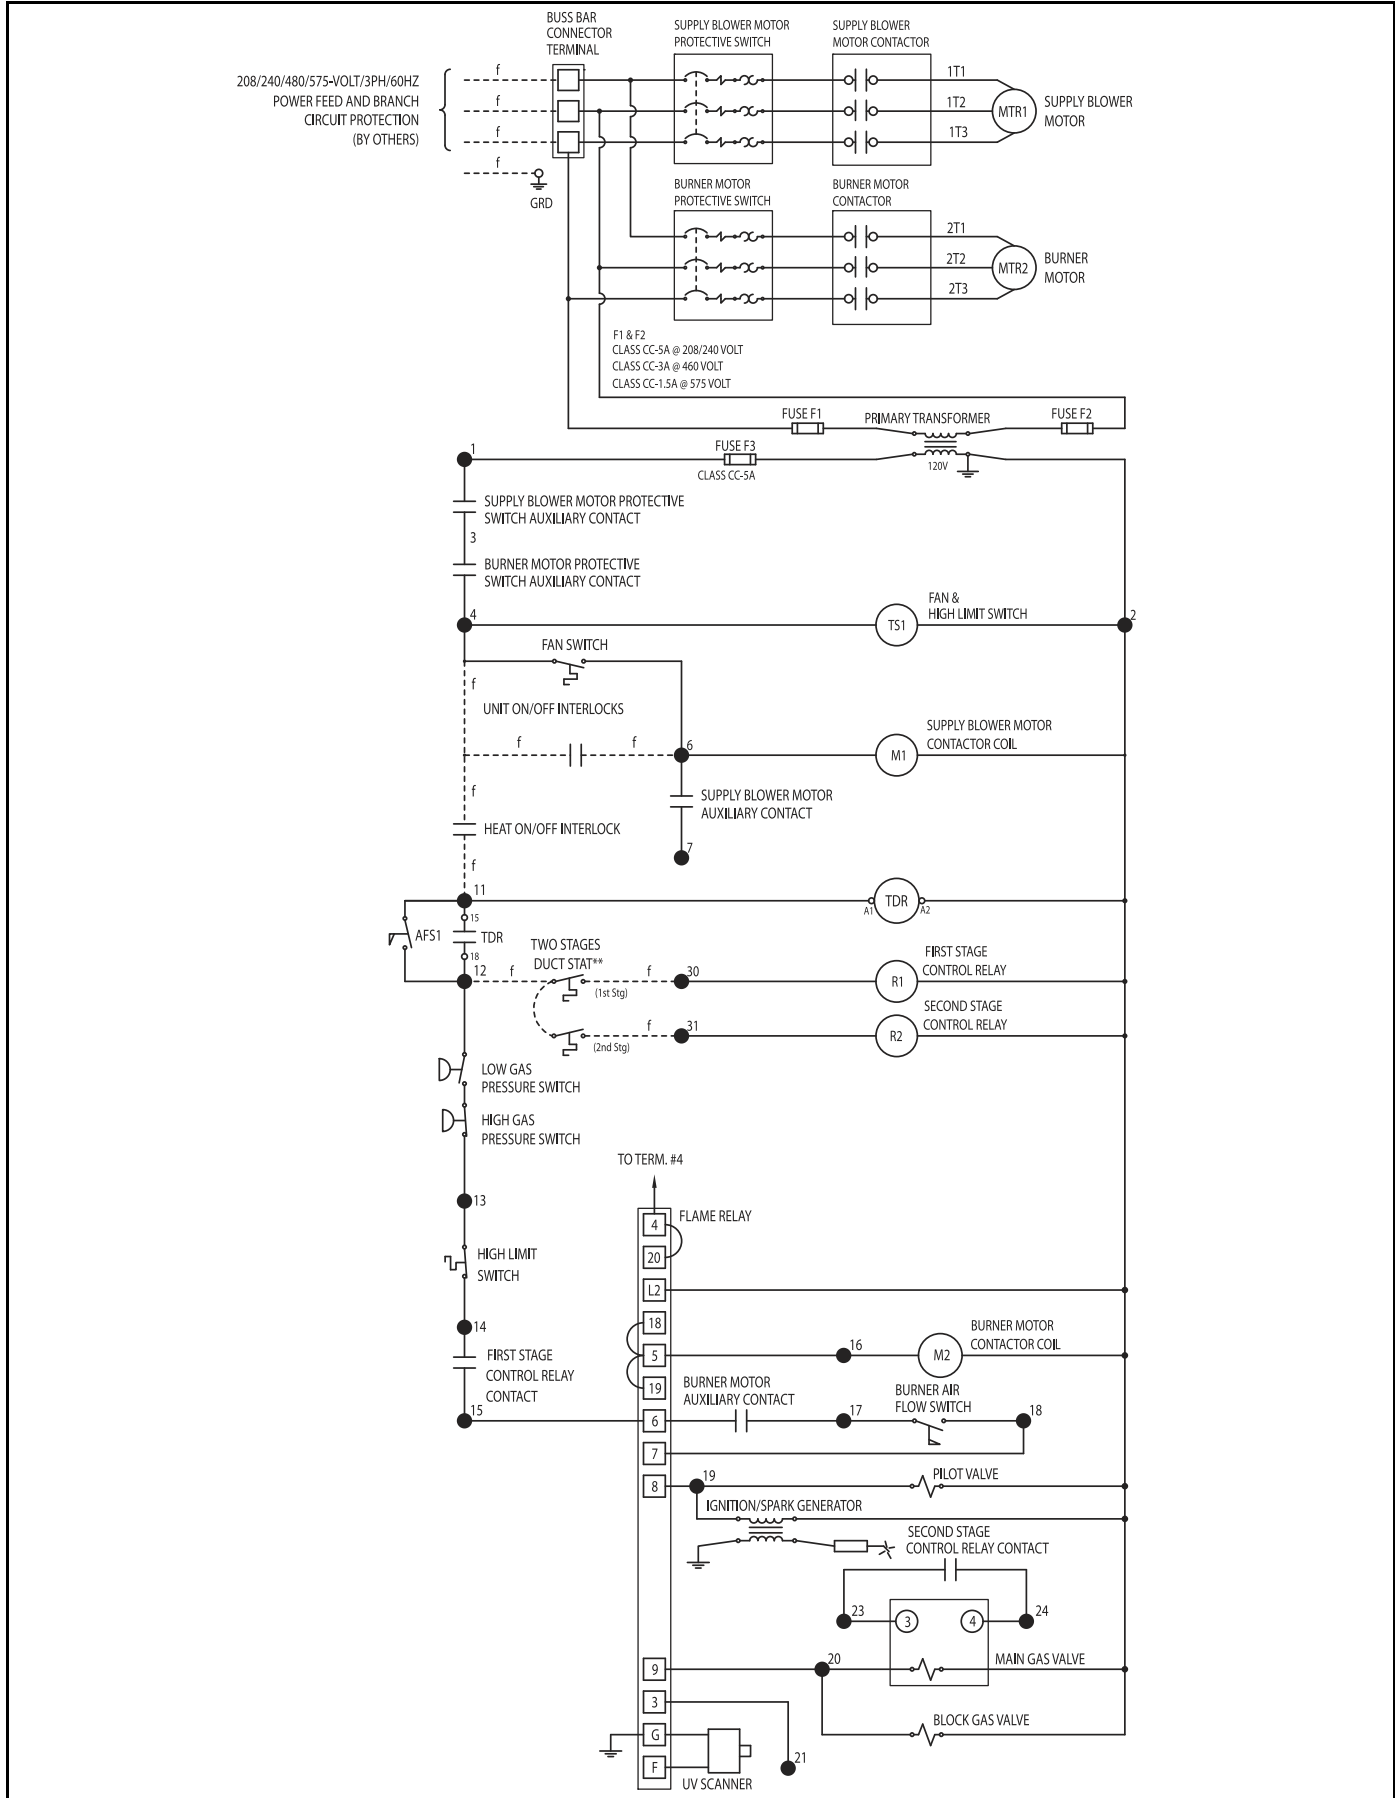 BUSS BAR
CONNECTOR
TERMINAL
SUPPLY BLOWER MOTOR
PROTECTIVE SWITCH
SUPPLY BLOWER
MOTOR CONTACTOR
208/240/480/575-VOLT/3PH/60HZ
POWER FEED AND BRANCH
CIRCUIT PROTECTION
(BY OTHERS)
f
f
f
f
GRD
1T1
1T2
1T3
MTR1
SUPPLY BLOWER
MOTOR
BURNER MOTOR
PROTECTIVE SWITCH
BURNER MOTOR
CONTACTOR
2T1
2T2
2T3
MTR2
BURNER
MOTOR
F1 & F2
CLASS CC-5A @ 208/240 VOLT
CLASS CC-3A @ 460 VOLT
CLASS CC-1.5A @ 575 VOLT
FUSE F1
PRIMARY TRANSFORMER
FUSE F2
1
FUSE F3
CLASS CC-5A
120V
SUPPLY BLOWER MOTOR PROTECTIVE
SWITCH AUXILIARY CONTACT
3
BURNER MOTOR PROTECTIVE
SWITCH AUXILIARY CONTACT
4
TS1
FAN &
HIGH LIMIT SWITCH
2
FAN SWITCH
f
UNIT ON/OFF INTERLOCKS
f
f
6
M1
SUPPLY BLOWER MOTOR
CONTACTOR COIL
f
SUPPLY BLOWER MOTOR
AUXILIARY CONTACT
HEAT ON/OFF INTERLOCK
7
f
11
A1
TDR
A2
15
AFS1
TDR
18
12
f
TWO STAGES
DUCT STAT**
(1st Stg)
f
30
R1
FIRST STAGE
CONTROL RELAY
(2nd Stg)
f
31
R2
SECOND STAGE
CONTROL RELAY
LOW GAS
PRESSURE SWITCH
HIGH GAS
PRESSURE SWITCH
TO TERM. #4
13
4
FLAME RELAY
20
HIGH LIMIT
SWITCH
L2
14
18
FIRST STAGE
CONTROL RELAY
CONTACT
5
16
M2
BURNER MOTOR
CONTACTOR COIL
19
BURNER MOTOR
AUXILIARY CONTACT
BURNER AIR
FLOW SWITCH
15
6
17
18
7
8
19
PILOT VALVE
IGNITION/SPARK GENERATOR
SECOND STAGE
CONTROL RELAY CONTACT
23
3
4
24
9
20
MAIN GAS VALVE
3
BLOCK GAS VALVE
G
21
F
UV SCANNER